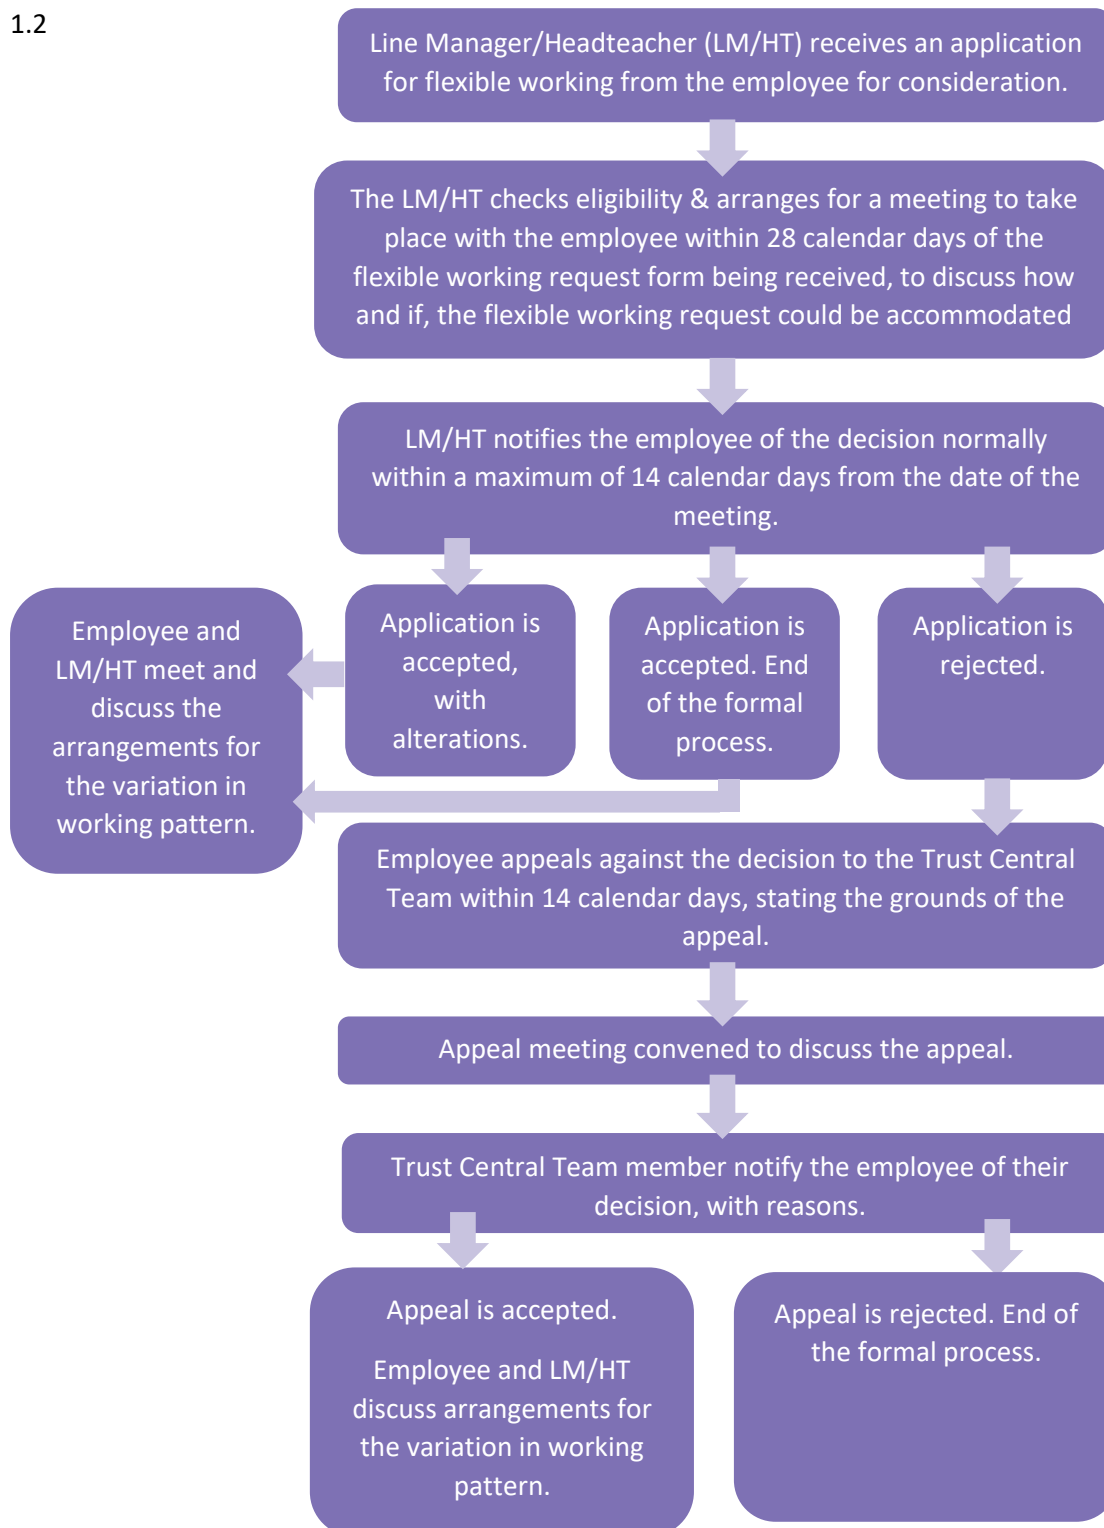 1.2
Line Manager/Headteacher (LM/HT) receives an application
for flexible working from the employee for consideration.
The LM/HT checks eligibility & arranges for a meeting to take
place with the employee within 28 calendar days of the
flexible working request form being received, to discuss how
and if, the flexible working request could be accommodated
LM/HT notifies the employee of the decision normally
within a maximum of 14 calendar days from the date of the
meeting.
Employee and
LM/HT meet and
discuss the
arrangements for
the variation in
working pattern.
Application is
accepted,
with
alterations.
Application is
accepted. End
of the formal
process.
Application is
rejected.
Employee appeals against the decision to the Trust Central
Team within 14 calendar days, stating the grounds of the
appeal.
Appeal meeting convened to discuss the appeal.
Trust Central Team member notify the employee of their
decision, with reasons.
Appeal is accepted.
Employee and LM/HT
discuss arrangements for
the variation in working
pattern.
Appeal is rejected. End of
the formal process.